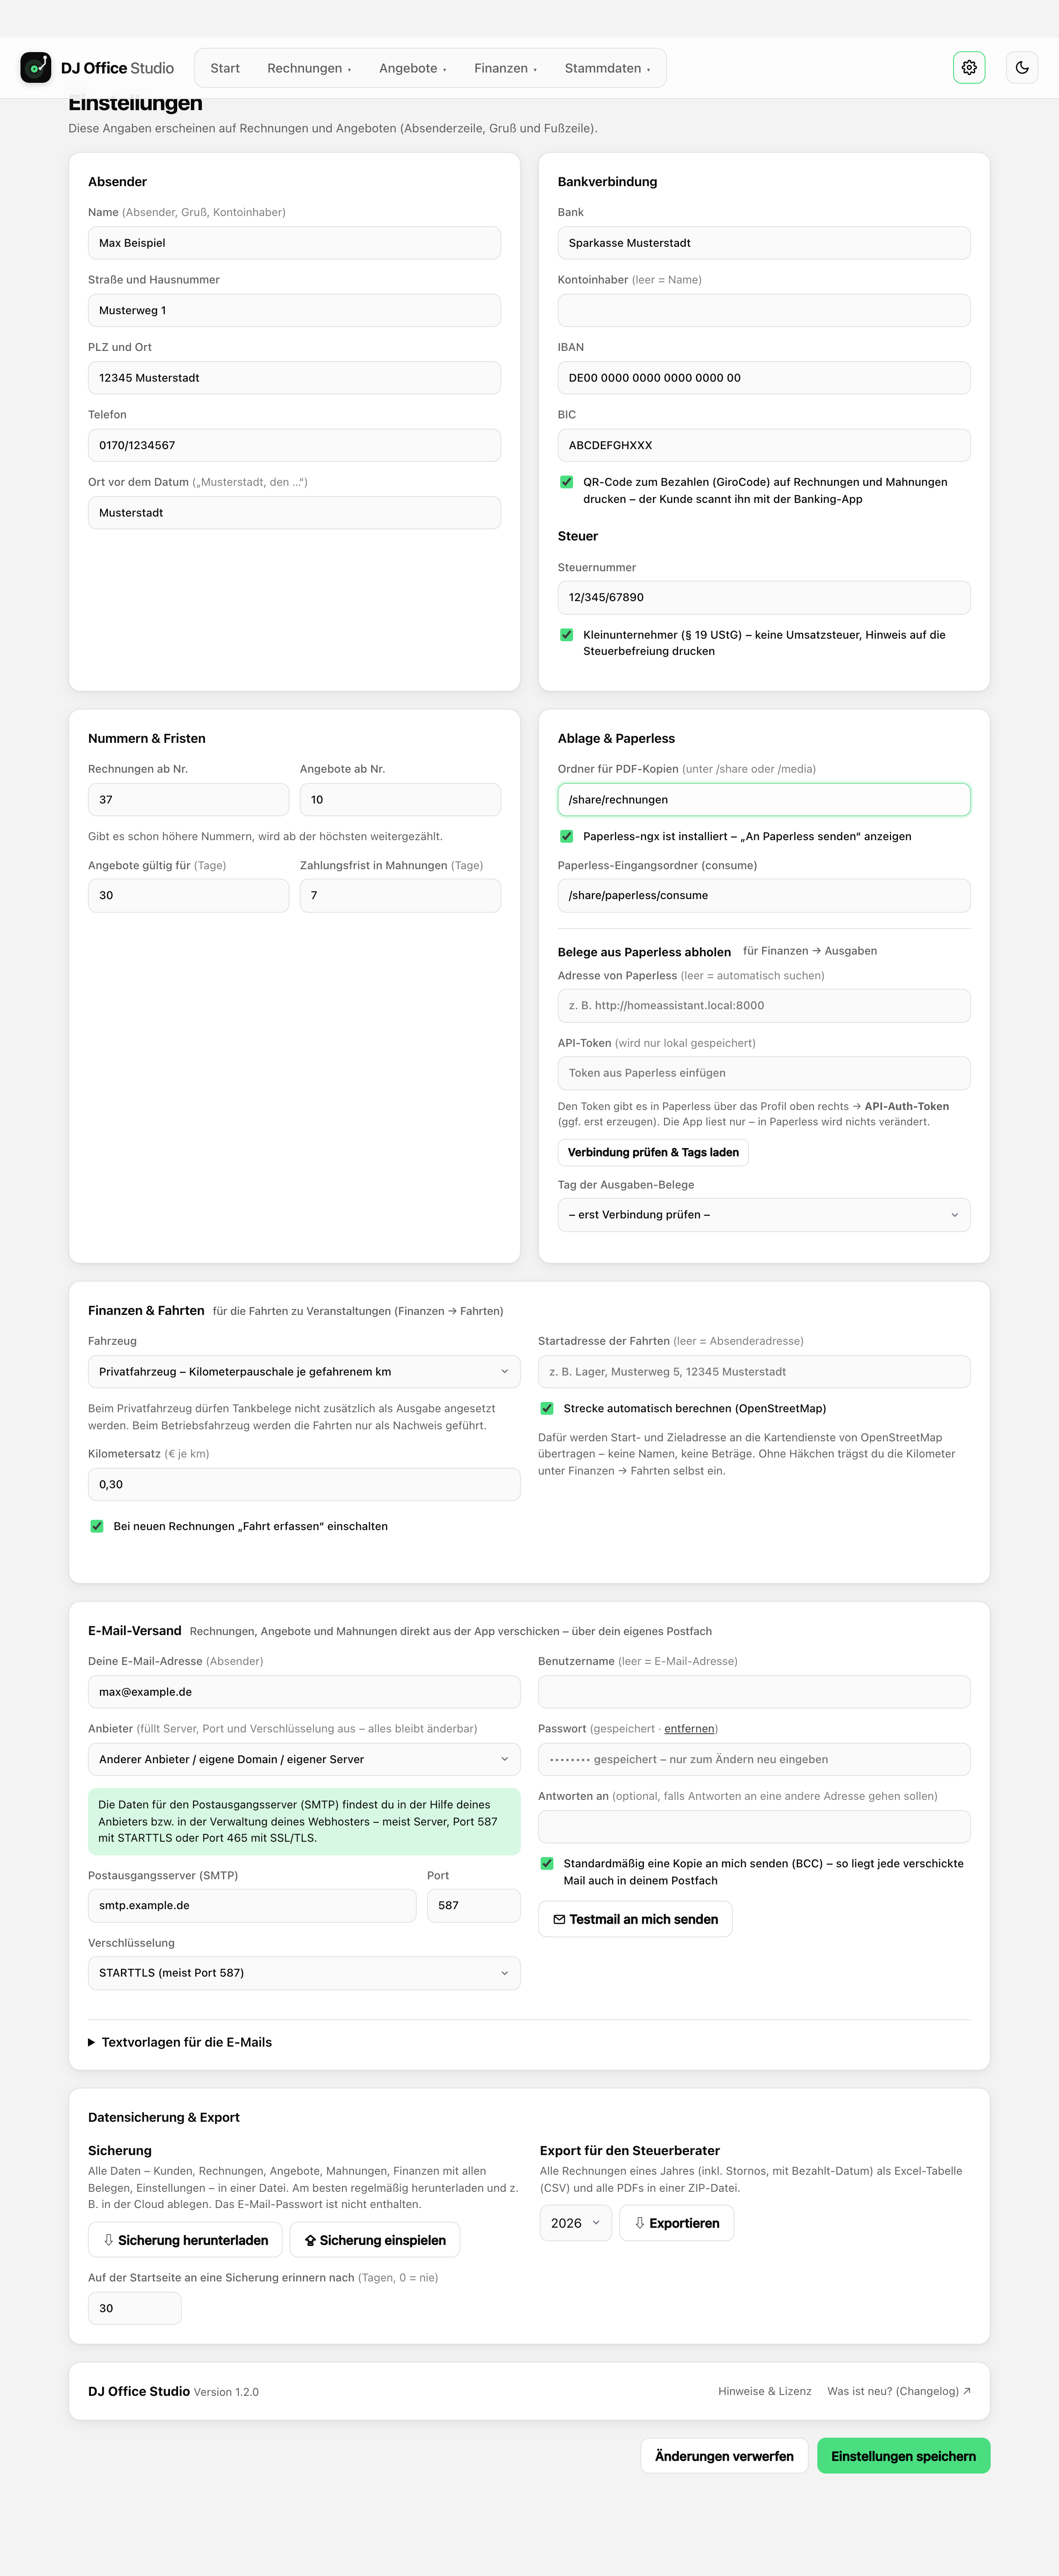 DJ Office Studio
Start
Rechnungen
Angebote
Finanzen
Stammdaten
Einstellungen
Diese Angaben erscheinen auf Rechnungen und Angeboten (Absenderzeile, Gruß und Fußzeile).
Absender
Name (Absender, Gruß, Kontoinhaber)
Max Beispiel
Straße und Hausnummer
Musterweg 1
PLZ und Ort
12345 Musterstadt
Telefon
0170/1234567
Ort vor dem Datum („Musterstadt, den …“)
Musterstadt
Bankverbindung
Bank
Sparkasse Musterstadt
Kontoinhaber (leer = Name)
IBAN
DE00 0000 0000 0000 0000 00
BIC
ABCDEFGHXXX
QR-Code zum Bezahlen (GiroCode) auf Rechnungen und Mahnungen
drucken – der Kunde scannt ihn mit der Banking-App
Steuer
Steuernummer
12/345/67890
Kleinunternehmer (§ 19 UStG) – keine Umsatzsteuer, Hinweis auf die
Steuerbefreiung drucken
Nummern & Fristen
Rechnungen ab Nr.
Angebote ab Nr.
37
10
Gibt es schon höhere Nummern, wird ab der höchsten weitergezählt.
Angebote gültig für (Tage)
Zahlungsfrist in Mahnungen (Tage)
30
7
Ablage & Paperless
Ordner für PDF-Kopien (unter /share oder /media)
/share/rechnungen
Paperless-ngx ist installiert – „An Paperless senden“ anzeigen
Paperless-Eingangsordner (consume)
/share/paperless/consume
Belege aus Paperless abholen für Finanzen → Ausgaben
Adresse von Paperless (leer = automatisch suchen)
z. B. http://homeassistant.local:8000
API-Token (wird nur lokal gespeichert)
Token aus Paperless einfügen
Den Token gibt es in Paperless über das Profil oben rechts → API-Auth-Token
(ggf. erst erzeugen). Die App liest nur – in Paperless wird nichts verändert.
Verbindung prüfen & Tags laden
Tag der Ausgaben-Belege
– erst Verbindung prüfen –
Finanzen & Fahrten für die Fahrten zu Veranstaltungen (Finanzen → Fahrten)
Fahrzeug
Privatfahrzeug – Kilometerpauschale je gefahrenem km
Beim Privatfahrzeug dürfen Tankbelege nicht zusätzlich als Ausgabe angesetzt
werden. Beim Betriebsfahrzeug werden die Fahrten nur als Nachweis geführt.
Kilometersatz (€ je km)
0,30
Bei neuen Rechnungen „Fahrt erfassen“ einschalten
Startadresse der Fahrten (leer = Absenderadresse)
z. B. Lager, Musterweg 5, 12345 Musterstadt
Strecke automatisch berechnen (OpenStreetMap)
Dafür werden Start- und Zieladresse an die Kartendienste von OpenStreetMap
übertragen – keine Namen, keine Beträge. Ohne Häkchen trägst du die Kilometer
unter Finanzen → Fahrten selbst ein.
E-Mail-Versand Rechnungen, Angebote und Mahnungen direkt aus der App verschicken – über dein eigenes Postfach
Deine E-Mail-Adresse (Absender)
max@example.de
Anbieter (füllt Server, Port und Verschlüsselung aus – alles bleibt änderbar)
Anderer Anbieter / eigene Domain / eigener Server
Die Daten für den Postausgangsserver (SMTP) findest du in der Hilfe deines
Anbieters bzw. in der Verwaltung deines Webhosters – meist Server, Port 587
mit STARTTLS oder Port 465 mit SSL/TLS.
Postausgangsserver (SMTP)
Port
smtp.example.de
587
Verschlüsselung
STARTTLS (meist Port 587)
Benutzername (leer = E-Mail-Adresse)
Passwort (gespeichert · entfernen)
•••••••• gespeichert – nur zum Ändern neu eingeben
Antworten an (optional, falls Antworten an eine andere Adresse gehen sollen)
Standardmäßig eine Kopie an mich senden (BCC) – so liegt jede verschickte
Mail auch in deinem Postfach
Testmail an mich senden
Textvorlagen für die E-Mails
Datensicherung & Export
Sicherung
Alle Daten – Kunden, Rechnungen, Angebote, Mahnungen, Finanzen mit allen
Belegen, Einstellungen – in einer Datei. Am besten regelmäßig herunterladen und z.
B. in der Cloud ablegen. Das E-Mail-Passwort ist nicht enthalten.
⇩ Sicherung herunterladen
Sicherung einspielen
Auf der Startseite an eine Sicherung erinnern nach (Tagen, 0 = nie)
30
Export für den Steuerberater
Alle Rechnungen eines Jahres (inkl. Stornos, mit Bezahlt-Datum) als Excel-Tabelle
(CSV) und alle PDFs in einer ZIP-Datei.
2026
⇩ Exportieren
DJ Office Studio Version 1.2.0
Hinweise & Lizenz
Was ist neu? (Changelog) ↗
Änderungen verwerfen
Einstellungen speichern